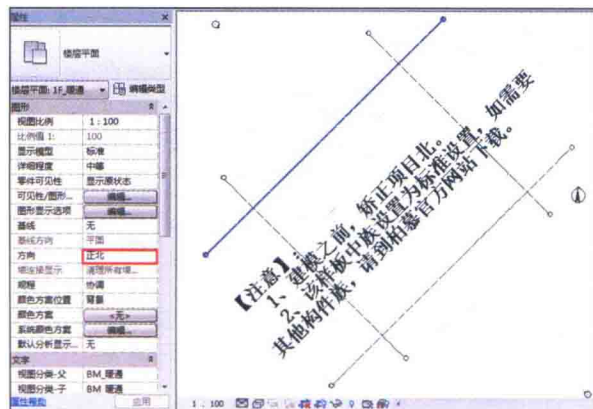 属性
楼层平面
楼层平面: 1F_暖通
编辑类型
图形
视图比例 1 : 100
比例值 1: 100
显示模型 标准
详细程度 中等
零件可见性 显示原状态
可见性/图形... 编辑...
图形显示选项 编辑...
基线 无
基线方向 平面
方向 正北
墙连接显示 清理所有墙...
规程 协调
颜色方案位置 背景
颜色方案 <无>
系统颜色方案 编辑...
默认分析显示... 无
文字
视图分类-父 BM_暖通
视图分类-子 BM 暖通
属性帮助 应用
【注意】:
1、建模之前，矫正项目北。
2、该样板中族设置为标准设置，如需要
其他构件族，请到柏慕官方网站下载。
1 : 100